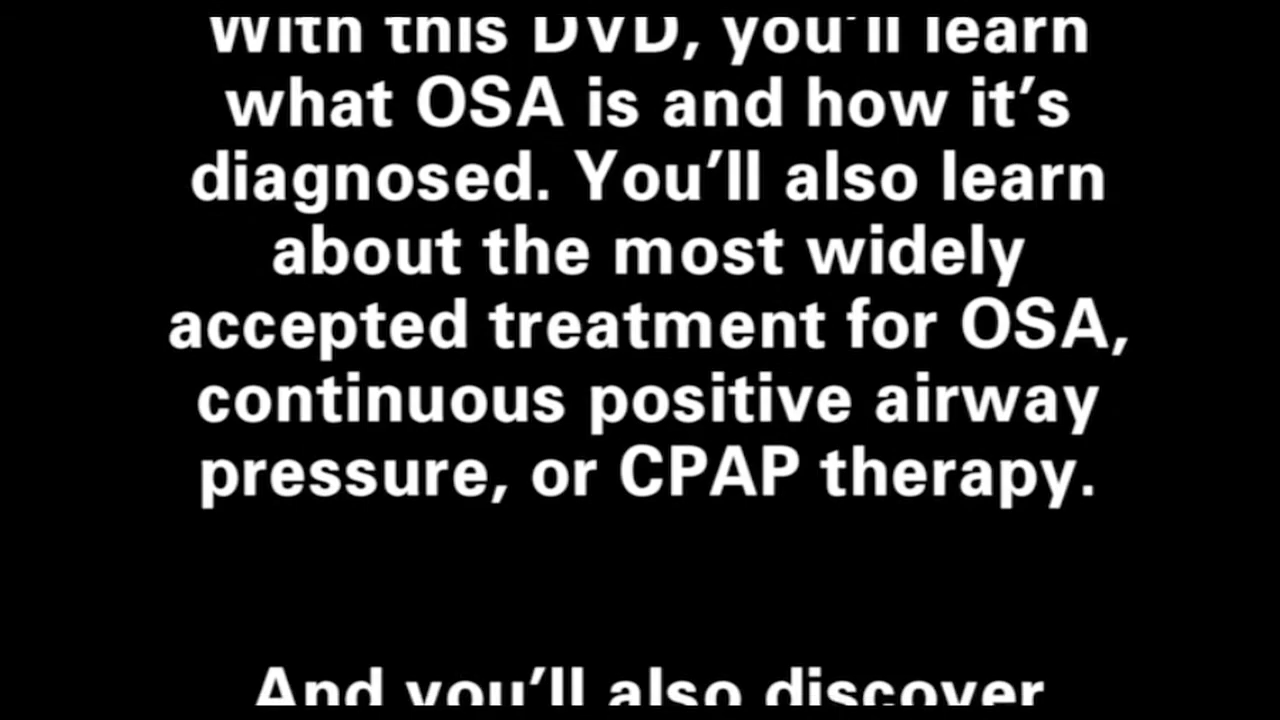 With this DVD, you'll learn
what OSA is and how it's
diagnosed. You'll also learn
about the most widely
accepted treatment for OSA,
continuous positive airway
pressure, or CPAP therapy.
And you'll also discover